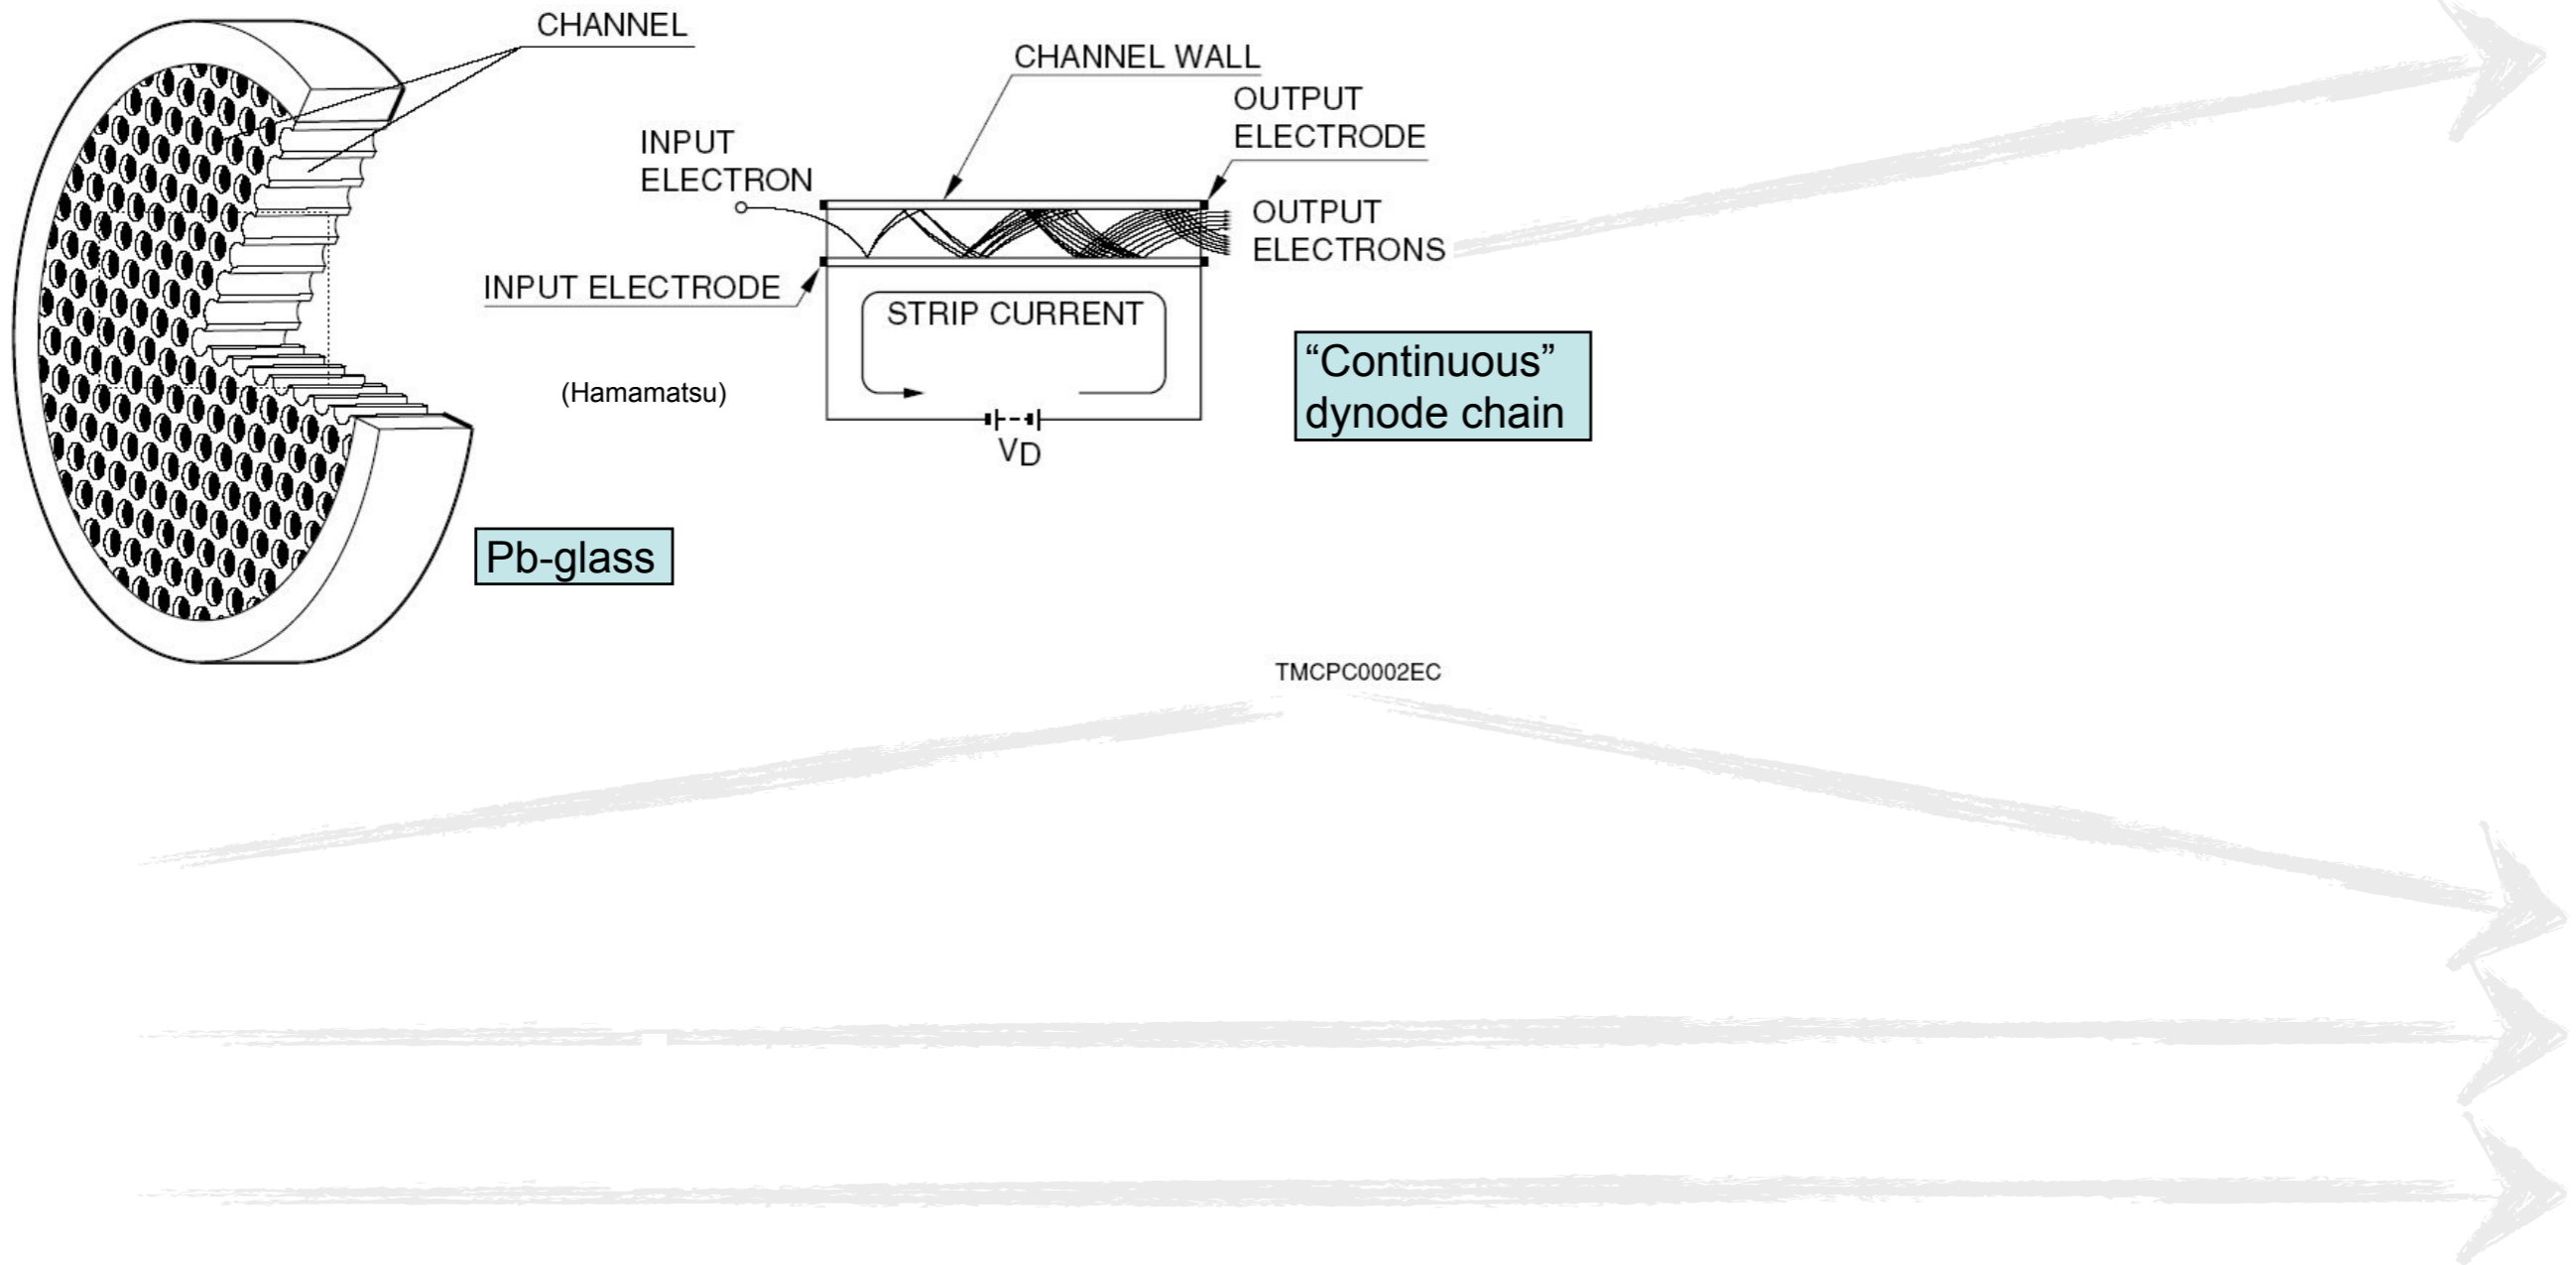 CHANNEL
CHANNEL WALL
OUTPUT
ELECTRODE
INPUT
ELECTRON
OUTPUT
ELECTRONS
INPUT ELECTRODE
STRIP CURRENT
“Continuous”
dynode chain
(Hamamatsu)
VD
Pb-glass
TMCPC0002EC